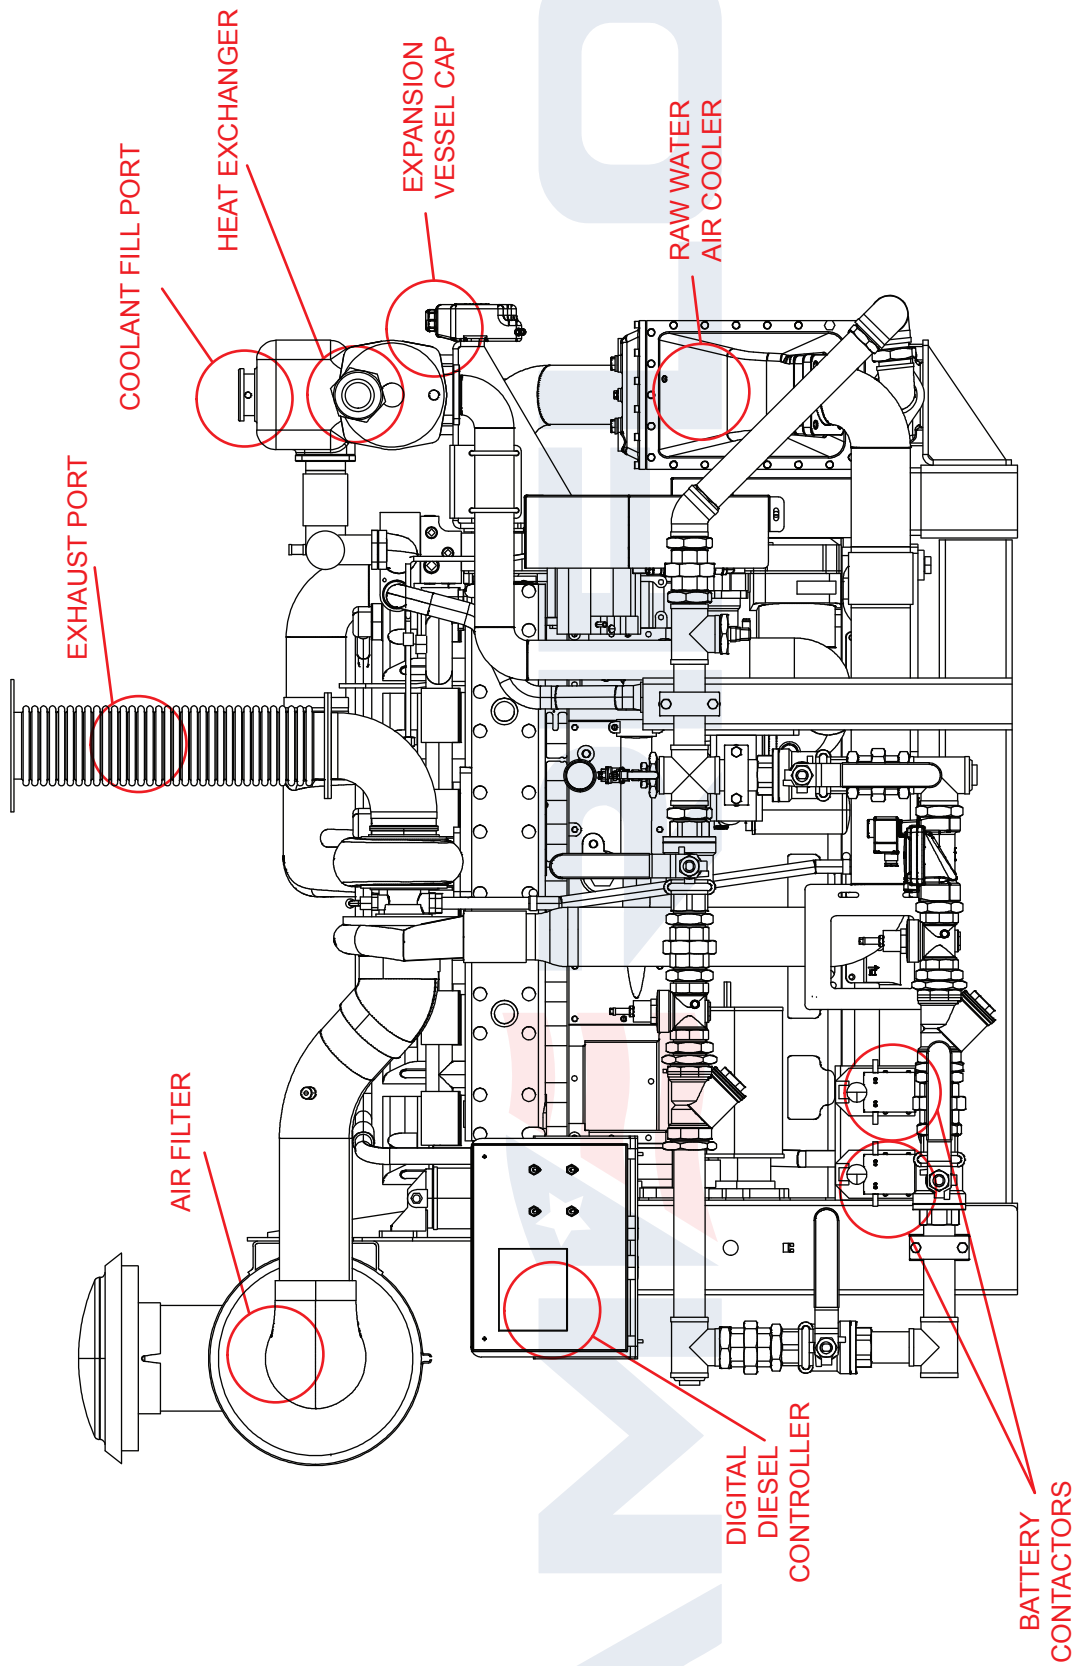 EXHAUST PORT
COOLANT FILL PORT
AIR FILTER
HEAT EXCHANGER
EXPANSION
VESSEL CAP
RAW WATER
AIR COOLER
DIGITAL
DIESEL
CONTROLLER
BATTERY
CONTACTORS